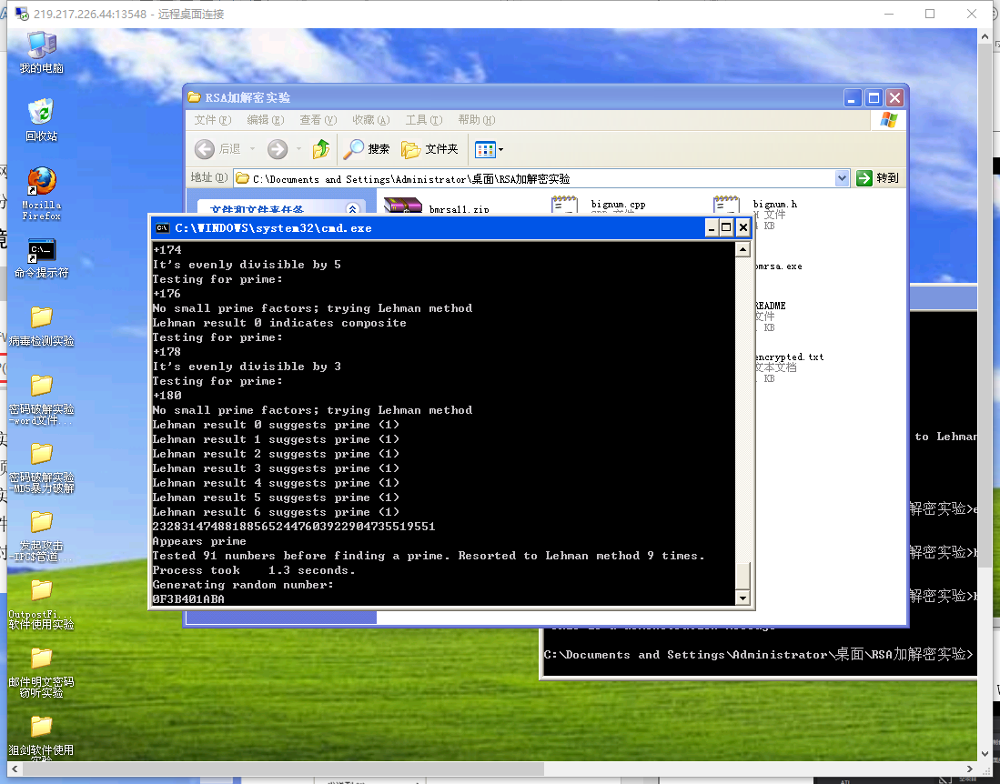 219.217.226.44:13548 - 远程桌面连接
我的电脑
回收站
Mozilla
Firefox
命令提示符
病毒检测实验
密码破解实验
-word文件...
密码破解实验
-MD5暴力破解
发起攻击
-IPC$管道...
OutpostFi...
软件使用实验
邮件明文密码
窃听实验
狙剑软件使用
实验
RSA加解密实验
文件(F) 编辑(E) 查看(V) 收藏(A) 工具(T) 帮助(H)
后退 搜索 文件夹
地址(D) C:\Documents and Settings\Administrator\桌面\RSA加解密实验 转到
文件和文件夹任务
bmrsa11.zip
bignum.cpp
CPP 文件
bignum.h
H 文件
KB
bmrsa.exe
README
文件
KB
encrypted.txt
文本文档
KB
C:\WINDOWS\system32\cmd.exe
+174
It's evenly divisible by 5
Testing for prime:
+176
No small prime factors; trying Lehman method
Lehman result 0 indicates composite
Testing for prime:
+178
It's evenly divisible by 3
Testing for prime:
+180
No small prime factors; trying Lehman method
Lehman result 0 suggests prime (1)
Lehman result 1 suggests prime (1)
Lehman result 2 suggests prime (1)
Lehman result 3 suggests prime (1)
Lehman result 4 suggests prime (1)
Lehman result 5 suggests prime (1)
Lehman result 6 suggests prime (1)
232831474881885652447603922904735519551
Appears prime
Tested 91 numbers before finding a prime. Resorted to Lehman method 9 times.
Process took    1.3 seconds.
Generating random number:
0F3B401ABA
to Lehman
解密实验>e
解密实验>b
解密实验>b
C:\Documents and Settings\Administrator\桌面\RSA加解密实验>